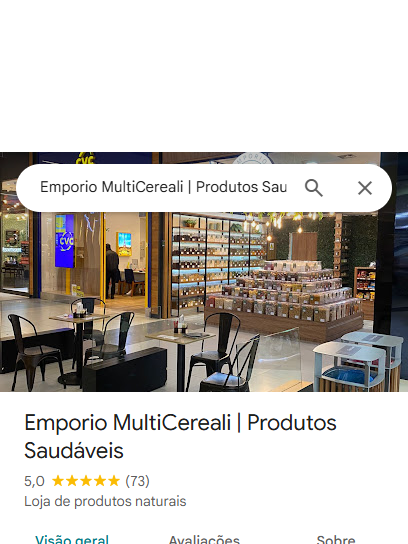 CVC
Emporio MultiCereali | Produtos Sau
CVC
Emporio MultiCereali | Produtos
Saudáveis
5,0 (73)
Loja de produtos naturais
Visão geral
Avaliações
Sobre